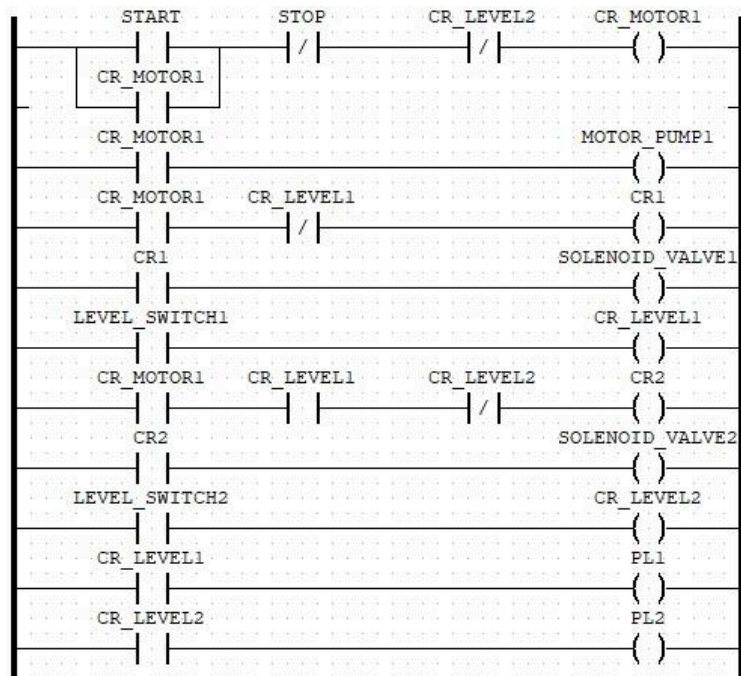 START STOP CR_LEVEL2 CR_MOTOR1
CR_MOTOR1
CR_MOTOR1 MOTOR_PUMP1
CR_MOTOR1 CR_LEVEL1 CR1
CR1 SOLENOID_VALVE1
LEVEL_SWITCH1 CR_LEVEL1
CR_MOTOR1 CR_LEVEL1 CR_LEVEL2 CR2
CR2 SOLENOID_VALVE2
LEVEL_SWITCH2 CR_LEVEL2
CR_LEVEL1 PL1
CR_LEVEL2 PL2